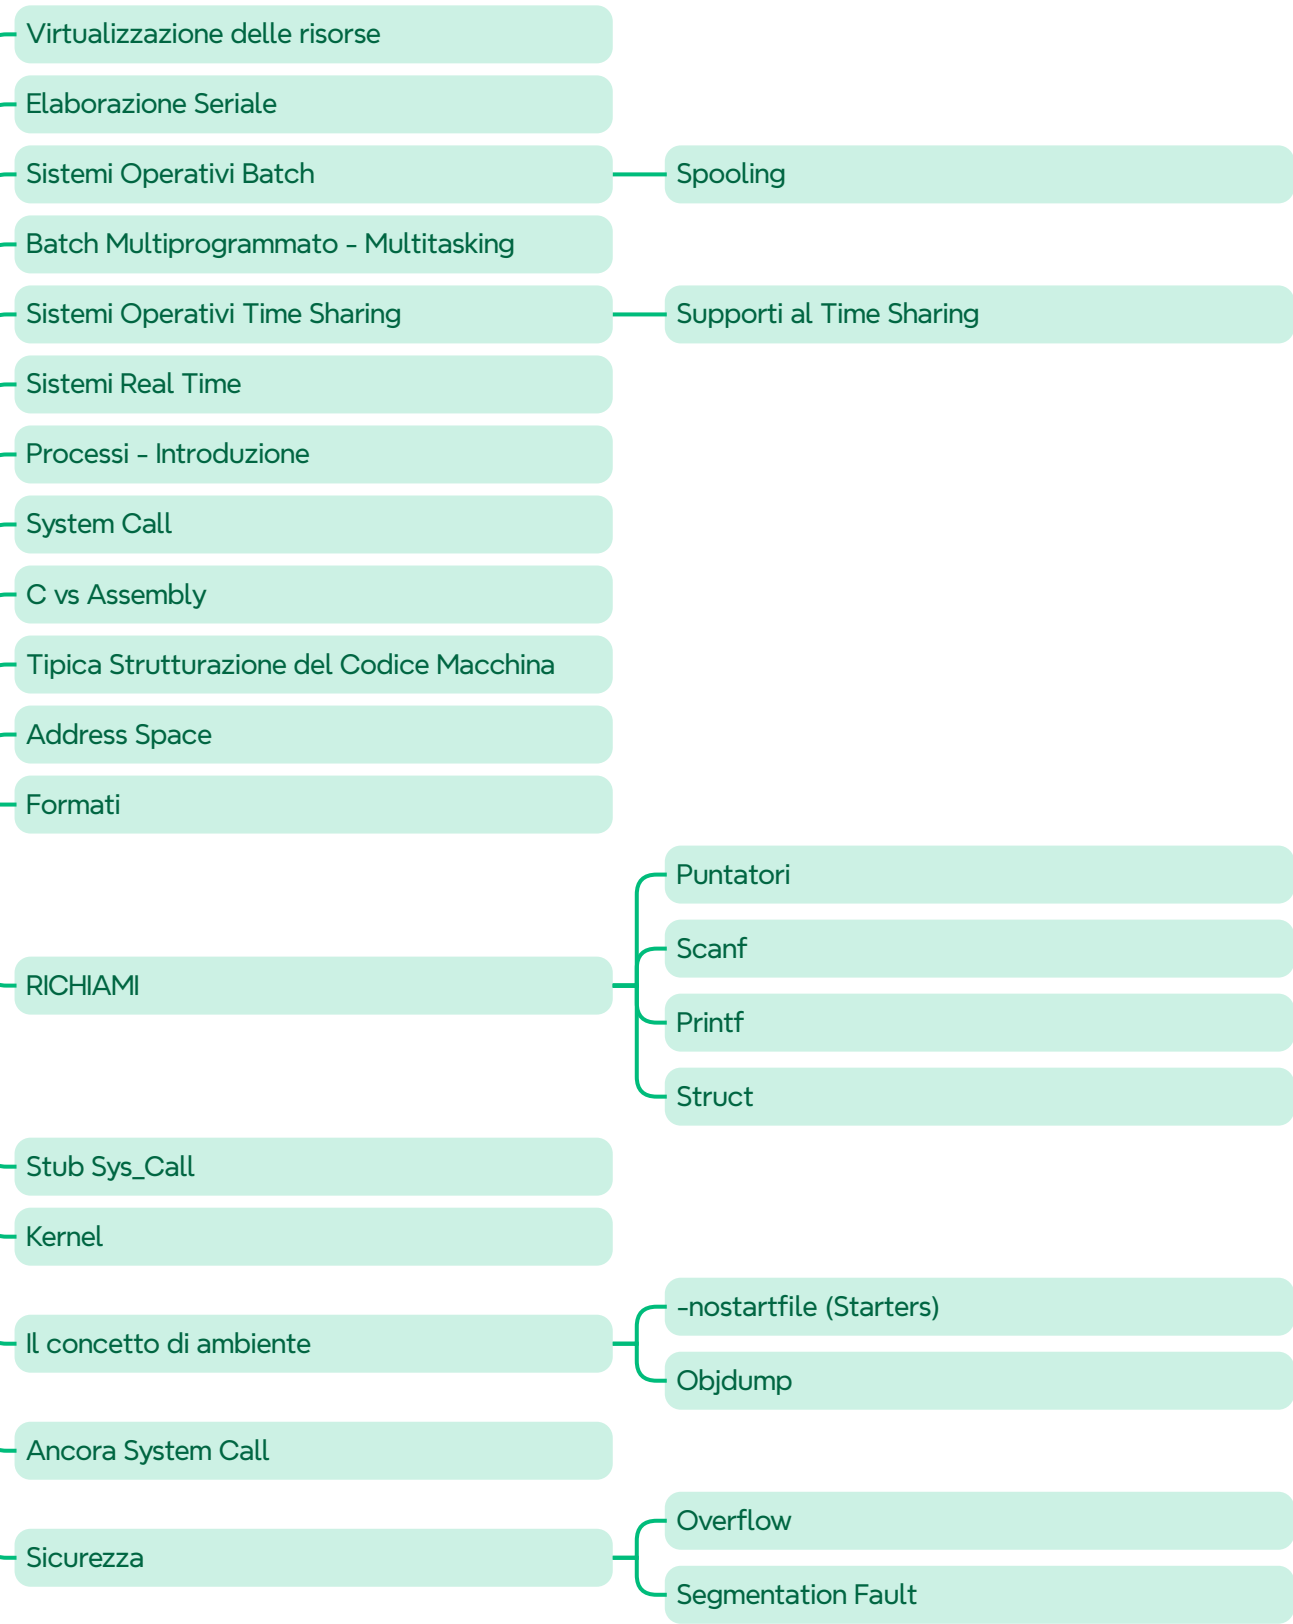 Virtualizzazione delle risorse
Elaborazione Seriale
Sistemi Operativi Batch
Spooling
Batch Multiprogrammato - Multitasking
Sistemi Operativi Time Sharing
Supporti al Time Sharing
Sistemi Real Time
Processi - Introduzione
System Call
C vs Assembly
Tipica Strutturazione del Codice Macchina
Address Space
Formati
RICHIAMI
Puntatori
Scanf
Printf
Struct
Stub Sys_Call
Kernel
Il concetto di ambiente
-nostartfile (Starters)
Objdump
Ancora System Call
Sicurezza
Overflow
Segmentation Fault